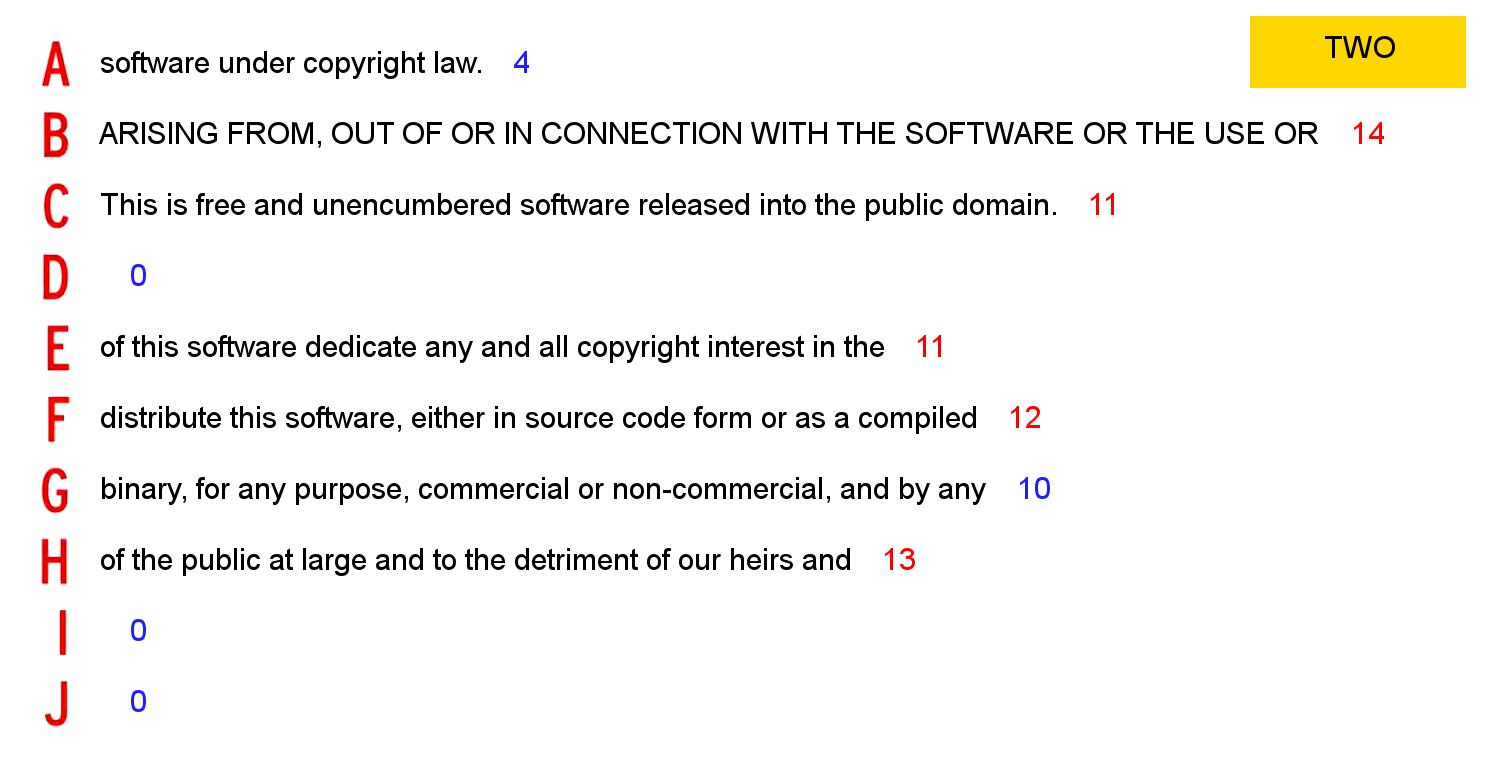 TWO
A software under copyright law. 4
B ARISING FROM, OUT OF OR IN CONNECTION WITH THE SOFTWARE OR THE USE OR 14
C This is free and unencumbered software released into the public domain. 11
D 0
E of this software dedicate any and all copyright interest in the 11
F distribute this software, either in source code form or as a compiled 12
G binary, for any purpose, commercial or non-commercial, and by any 10
H of the public at large and to the detriment of our heirs and 13
I 0
J 0